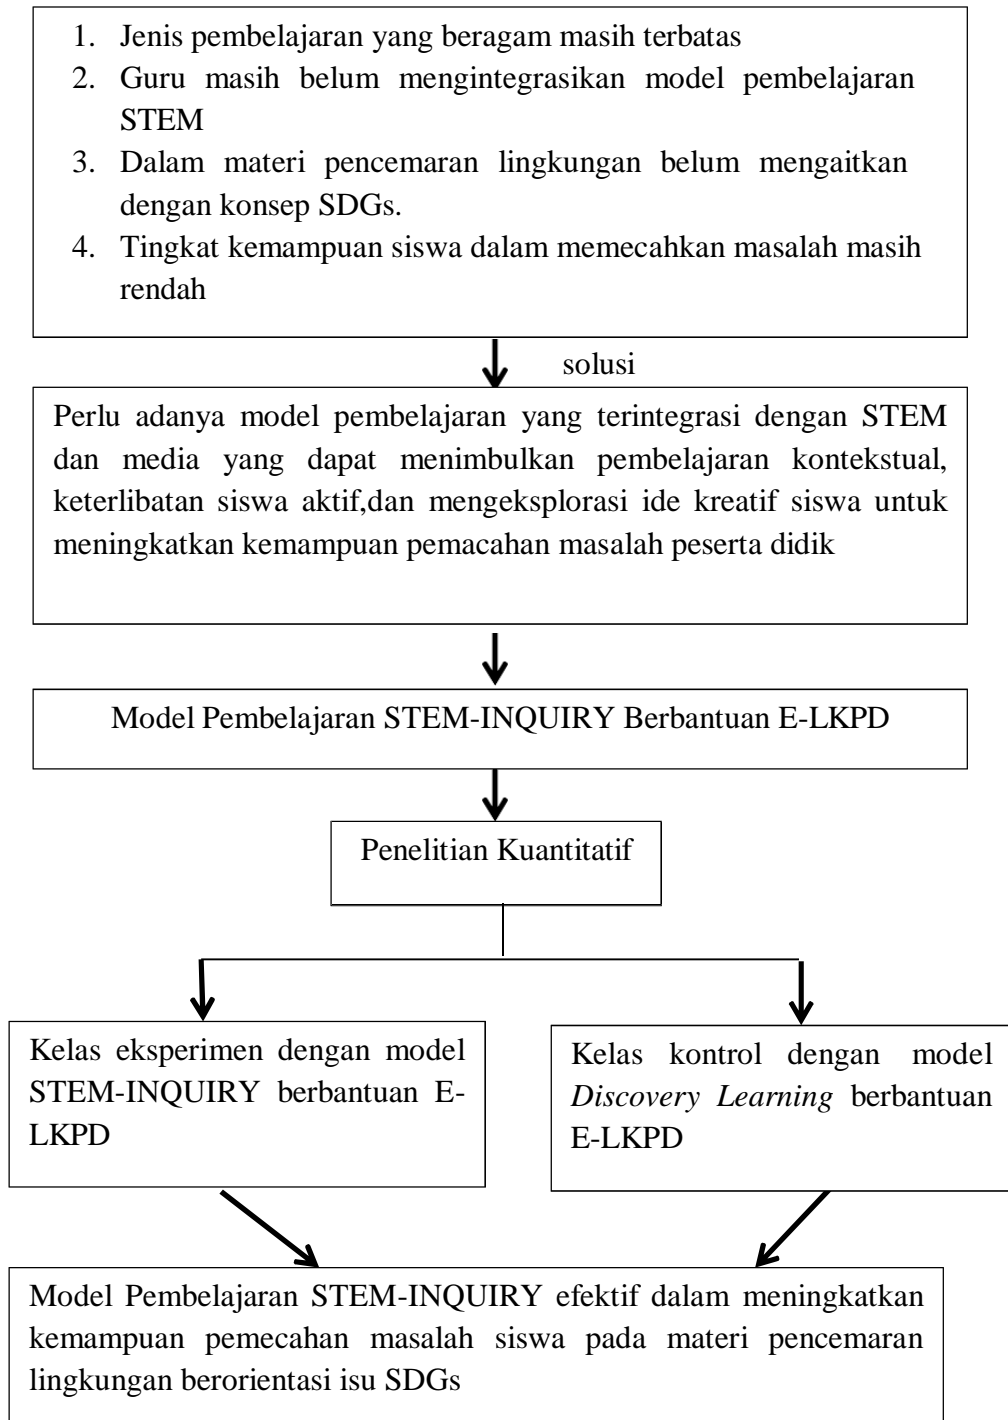 1. Jenis pembelajaran yang beragam masih terbatas
2. Guru masih belum mengintegrasikan model pembelajaran
STEM
3. Dalam materi pencemaran lingkungan belum mengaitkan
dengan konsep SDGs.
4. Tingkat kemampuan siswa dalam memecahkan masalah masih
rendah
solusi
Perlu adanya model pembelajaran yang terintegrasi dengan STEM
dan media yang dapat menimbulkan pembelajaran kontekstual,
keterlibatan siswa aktif,dan mengeksplorasi ide kreatif siswa untuk
meningkatkan kemampuan pemacahan masalah peserta didik
Model Pembelajaran STEM-INQUIRY Berbantuan E-LKPD
Penelitian Kuantitatif
Kelas eksperimen dengan model
STEM-INQUIRY berbantuan E-
LKPD
Kelas kontrol dengan model
Discovery Learning berbantuan
E-LKPD
Model Pembelajaran STEM-INQUIRY efektif dalam meningkatkan
kemampuan pemecahan masalah siswa pada materi pencemaran
lingkungan berorientasi isu SDGs